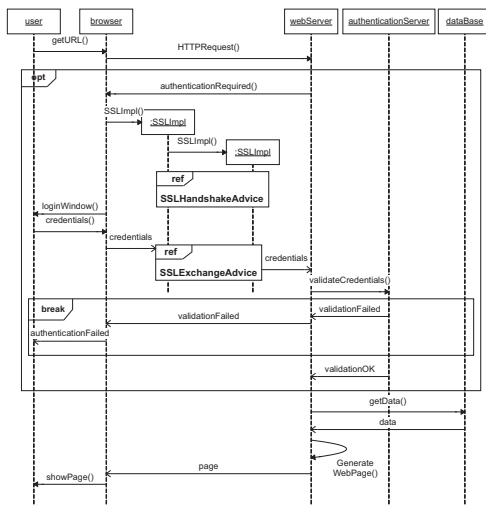 user
browser
webServer
authenticationServer
dataBase
getURL()
HTTPRequest()
opt
authenticationRequired()
SSLImpl()
:SSLImpl
SSLImpl()
:SSLImpl
ref
SSLHandshakeAdvice
loginWindow()
credentials()
credentials
ref
SSLExchangeAdvice
credentials
validateCredentials()
break
validationFailed
validationFailed
authenticationFailed
validationOK
getData()
data
Generate
WebPage()
page
showPage()